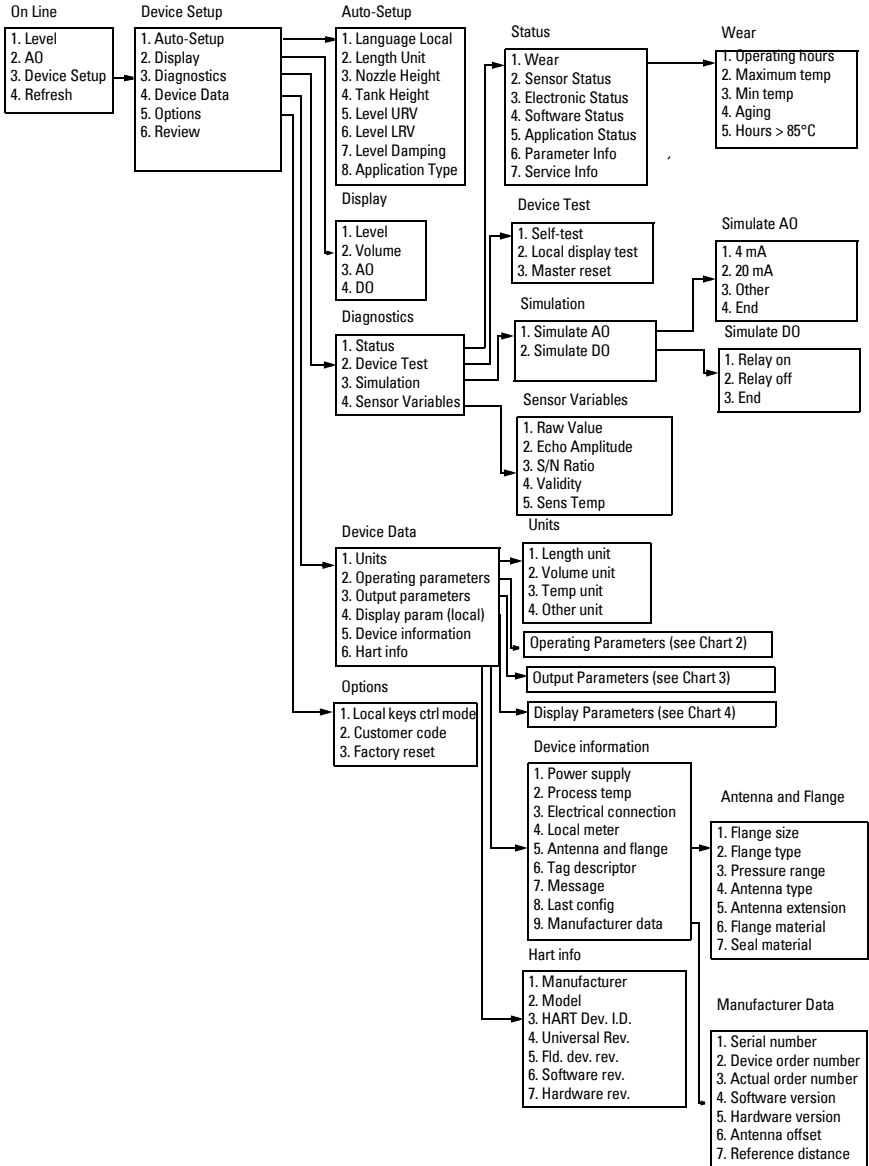 On Line
1. Level
2. AO
3. Device Setup
4. Refresh
Device Setup
1. Auto-Setup
2. Display
3. Diagnostics
4. Device Data
5. Options
6. Review
Auto-Setup
1. Language Local
2. Length Unit
3. Nozzle Height
4. Tank Height
5. Level URV
6. Level LRV
7. Level Damping
8. Application Type
Status
1. Wear
2. Sensor Status
3. Electronic Status
4. Software Status
5. Application Status
6. Parameter Info
7. Service Info
Wear
1. Operating hours
2. Maximum temp
3. Min temp
4. Aging
5. Hours > 85°C
Display
1. Level
2. Volume
3. AO
4. DO
Device Test
1. Self-test
2. Local display test
3. Master reset
Simulate AO
1. 4 mA
2. 20 mA
3. Other
4. End
Diagnostics
1. Status
2. Device Test
3. Simulation
4. Sensor Variables
Simulation
1. Simulate AO
2. Simulate DO
Simulate DO
1. Relay on
2. Relay off
3. End
Sensor Variables
1. Raw Value
2. Echo Amplitude
3. S/N Ratio
4. Validity
5. Sens Temp
Device Data
1. Units
2. Operating parameters
3. Output parameters
4. Display param (local)
5. Device information
6. Hart info
Units
1. Length unit
2. Volume unit
3. Temp unit
4. Other unit
Operating Parameters (see Chart 2)
Output Parameters (see Chart 3)
Display Parameters (see Chart 4)
Options
1. Local keys ctrl mode
2. Customer code
3. Factory reset
Device information
1. Power supply
2. Process temp
3. Electrical connection
4. Local meter
5. Antenna and flange
6. Tag descriptor
7. Message
8. Last config
9. Manufacturer data
Antenna and Flange
1. Flange size
2. Flange type
3. Pressure range
4. Antenna type
5. Antenna extension
6. Flange material
7. Seal material
Hart info
1. Manufacturer
2. Model
3. HART Dev. I.D.
4. Universal Rev.
5. Fld. dev. rev.
6. Software rev.
7. Hardware rev.
Manufacturer Data
1. Serial number
2. Device order number
3. Actual order number
4. Software version
5. Hardware version
6. Antenna offset
7. Reference distance